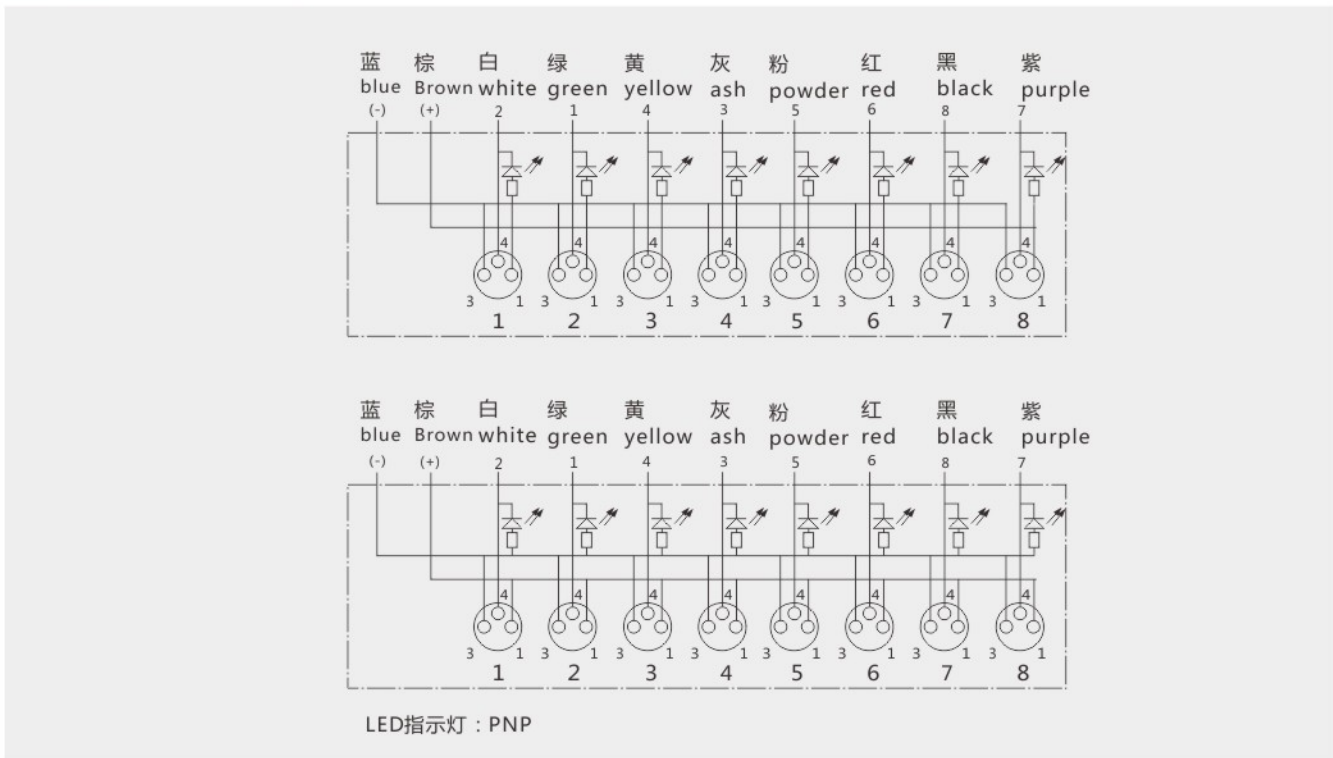 蓝 棕 白 绿 黄 灰 粉 红 黑 紫
blue Brown white green yellow ash powder red black purple
(-) (+) 2 1 4 3 5 6 8 7
4 4 4 4 4 4 4 4
3 1 3 1 3 1 3 1 3 1 3 1 3 1 3 1
1 2 3 4 5 6 7 8
蓝 棕 白 绿 黄 灰 粉 红 黑 紫
blue Brown white green yellow ash powder red black purple
(-) (+) 2 1 4 3 5 6 8 7
4 4 4 4 4 4 4 4
3 1 3 1 3 1 3 1 3 1 3 1 3 1 3 1
1 2 3 4 5 6 7 8
LED指示灯：PNP